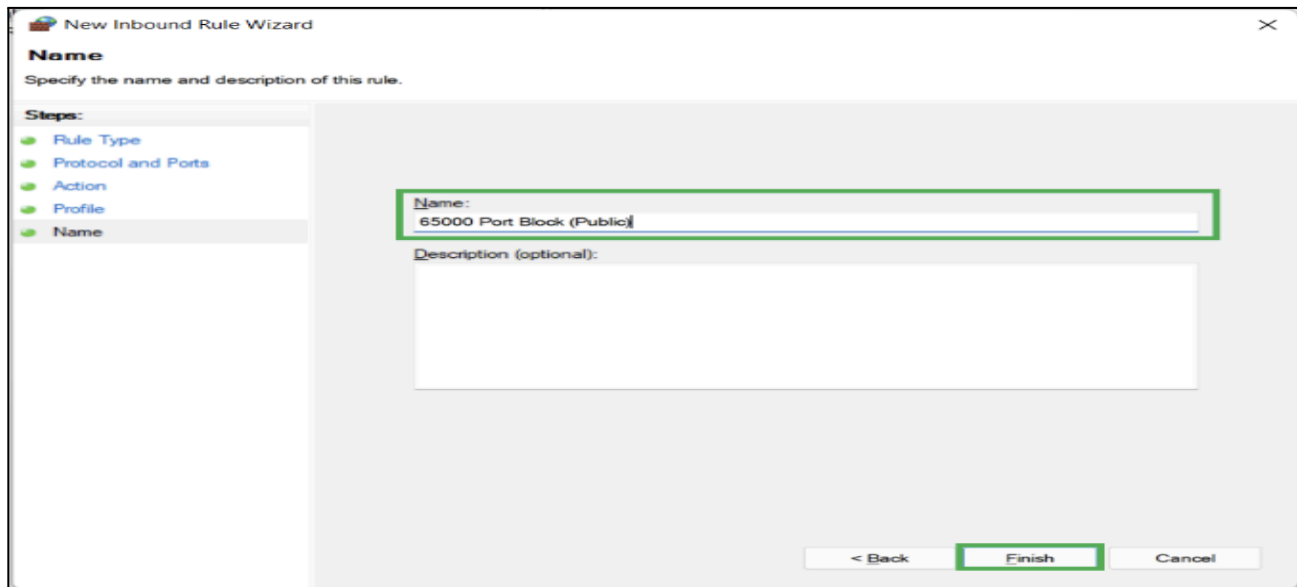 New Inbound Rule Wizard
Name
Specify the name and description of this rule.
Steps:
Rule Type
Protocol and Ports
Action
Profile
Name
Name:
65000 Port Block (Public)
Description (optional):
< Back Finish Cancel